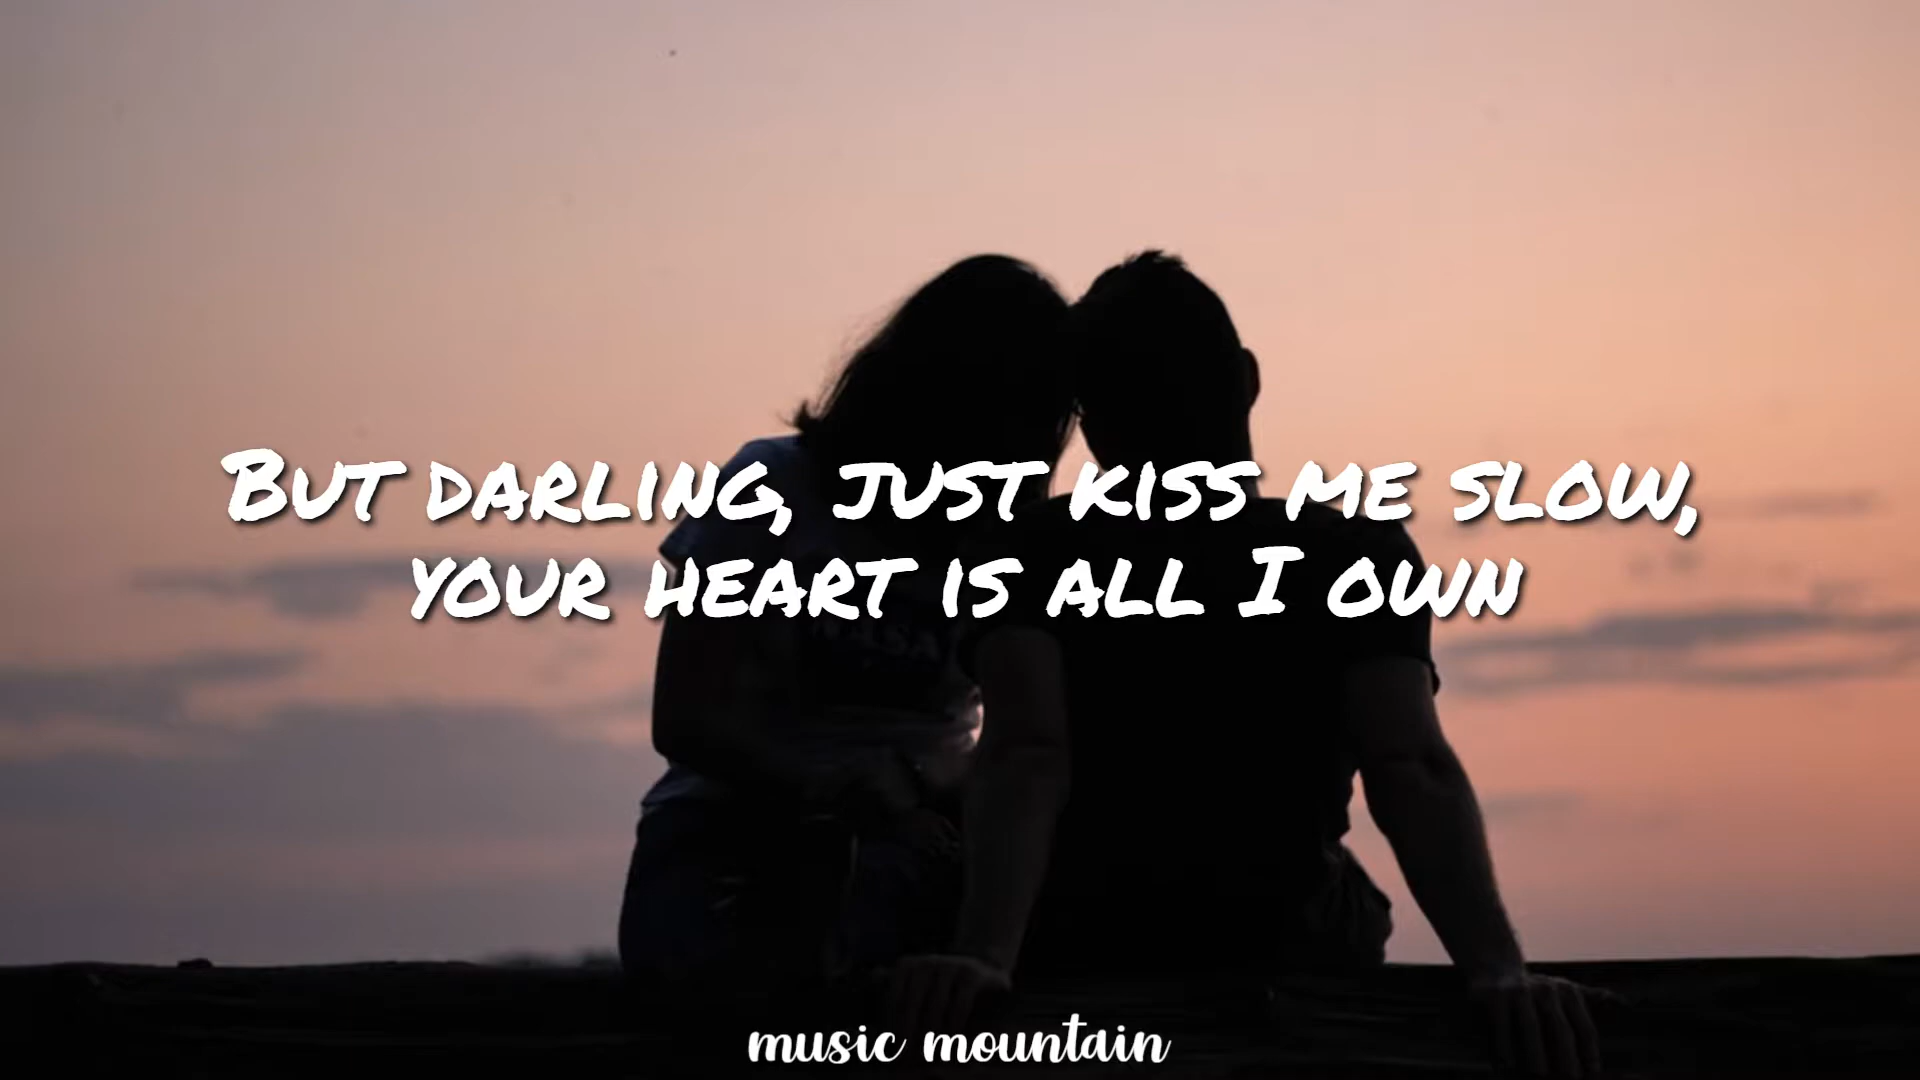 But darling, just kiss me slow,
your heart is all I own
music mountain